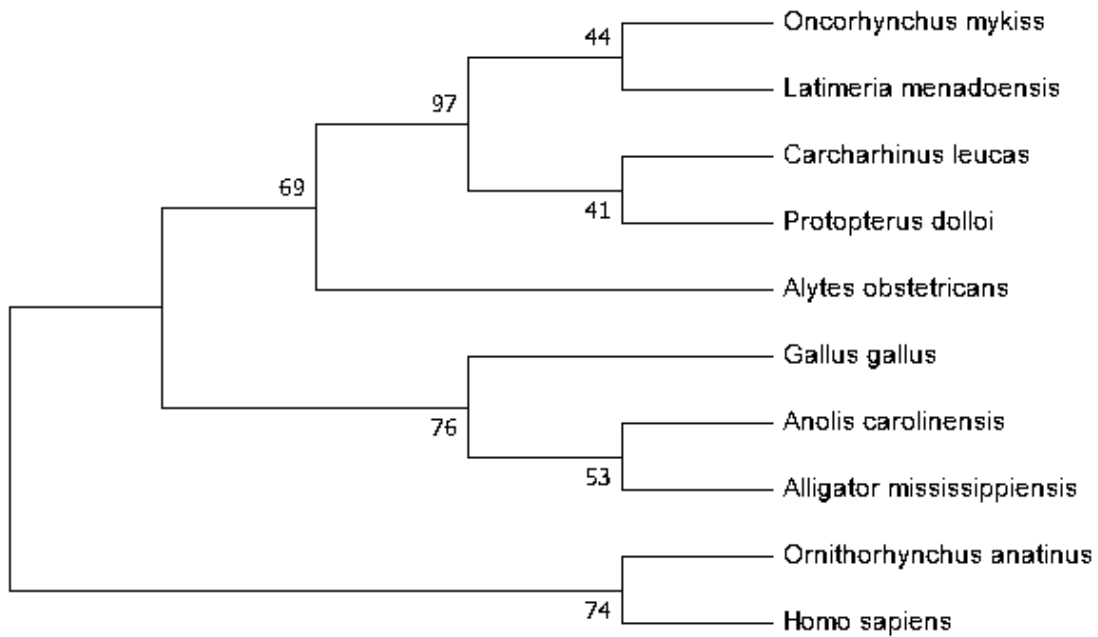 Oncorhynchus mykiss
44
Latimeria menadoensis
97
Carcharhinus leucas
69
41
Protopterus dolloi
Alytes obstetricans
Gallus gallus
Anolis carolinensis
76
53
Alligator mississippiensis
Ornithorhynchus anatinus
74
Homo sapiens